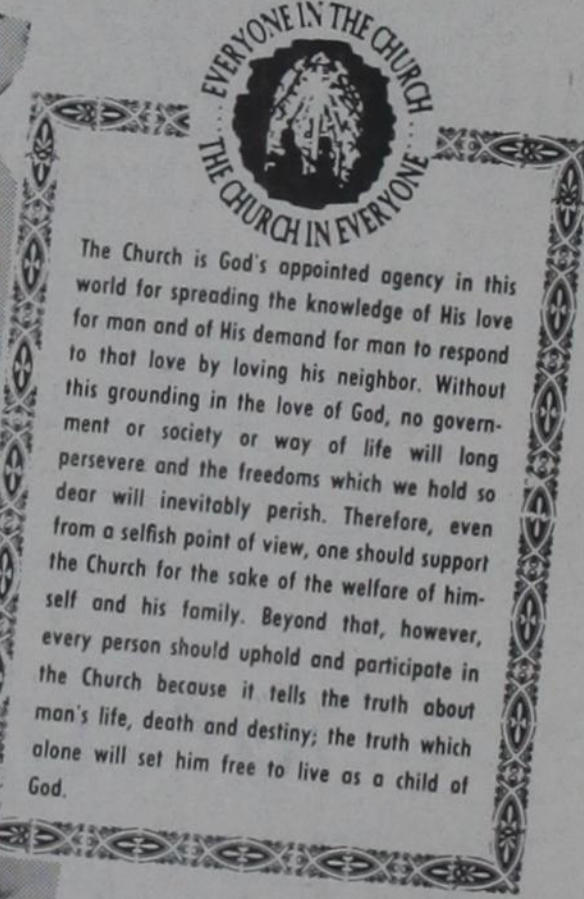 EVERYONE IN THE CHURCH
THE CHURCH IN EVERYONE
The Church is God's appointed agency in this
world for spreading the knowledge of His love
for man and of His demand for man to respond
to that love by loving his neighbor. Without
this grounding in the love of God, no govern-
ment or society or way of life will long
persevere and the freedoms which we hold so
dear will inevitably perish. Therefore, even
from a selfish point of view, one should support
the Church for the sake of the welfare of him-
self and his family. Beyond that, however,
every person should uphold and participate in
the Church because it tells the truth about
man's life, death and destiny; the truth which
alone will set him free to live as a child of
God.